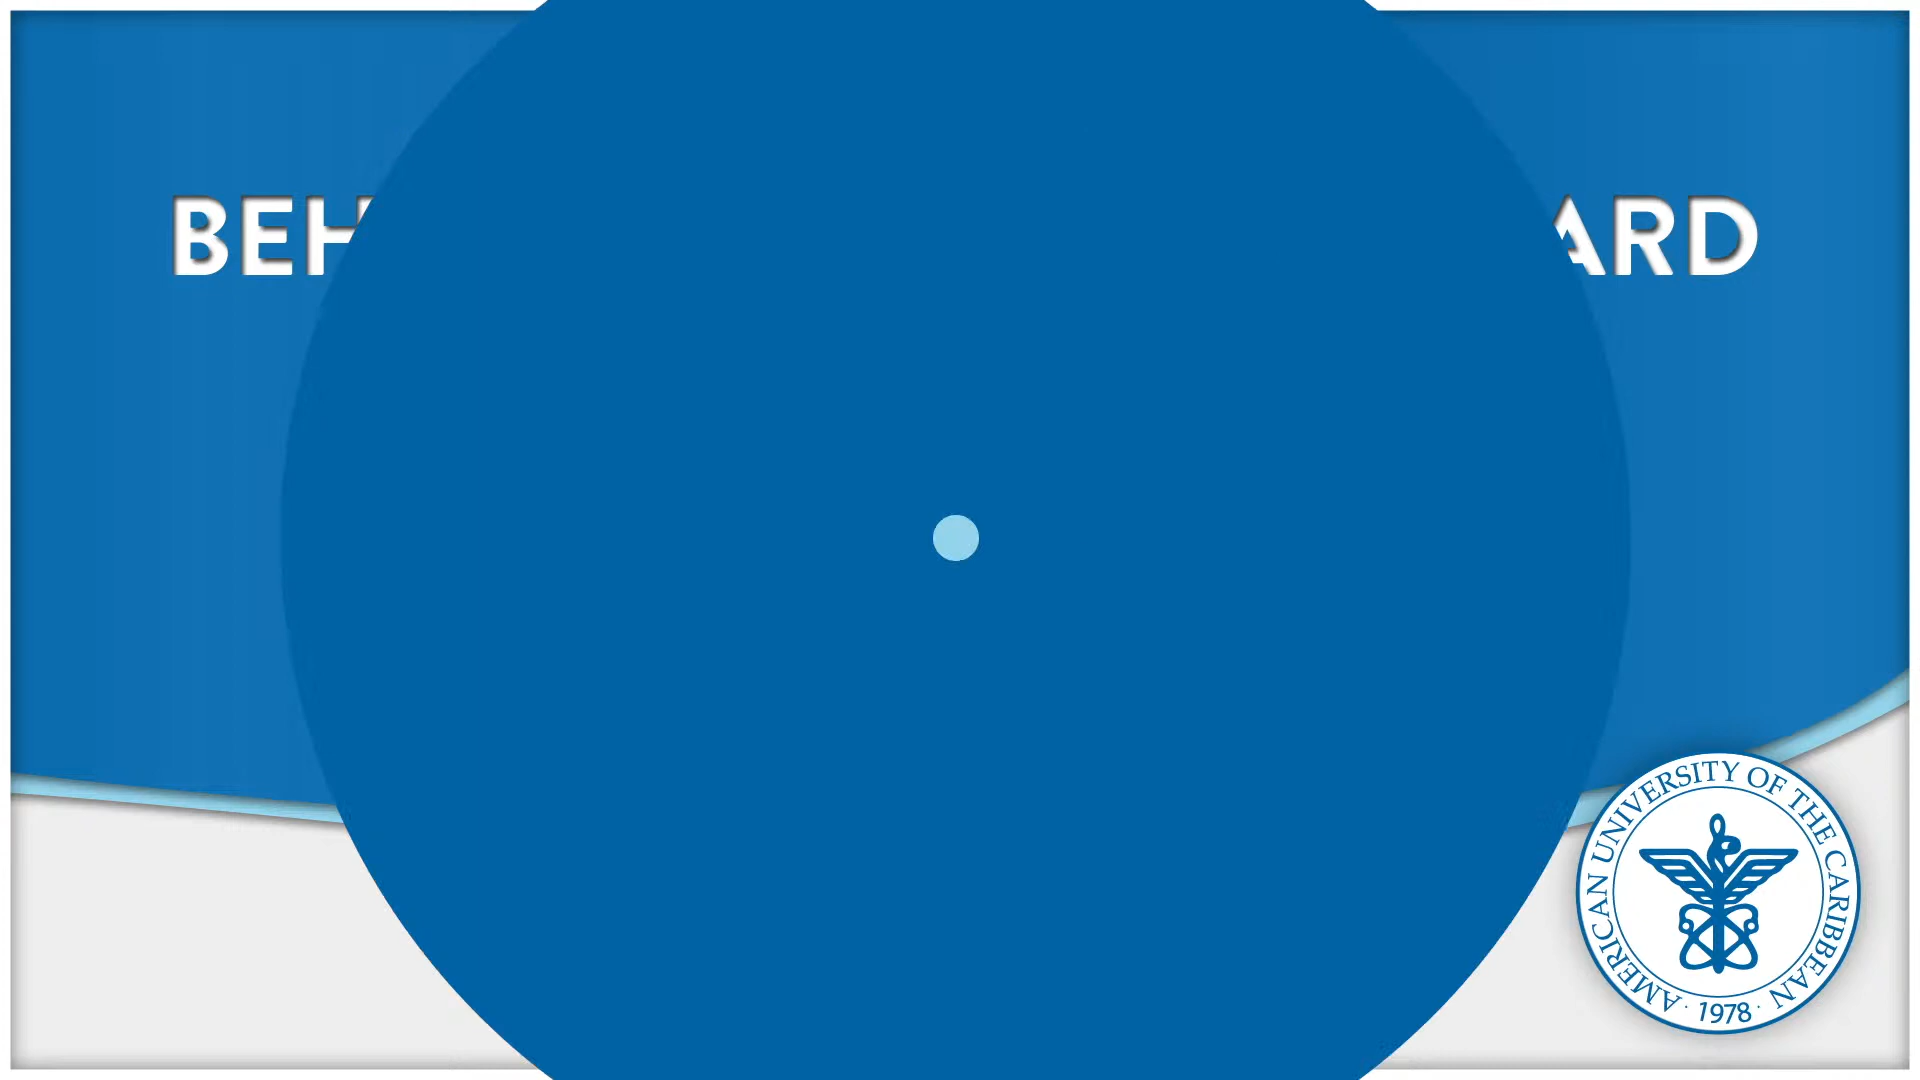 BEH ARD
AMERICAN UNIVERSITY OF THE CARIBBEAN
· 1978 ·